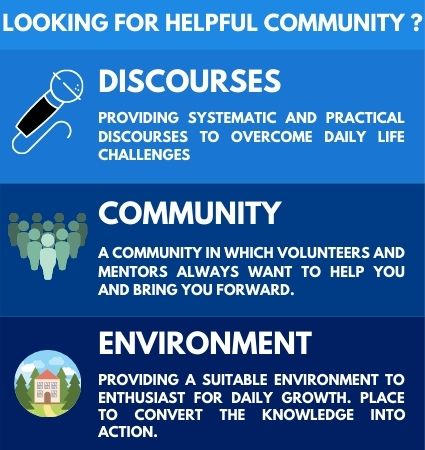 LOOKING FOR HELPFUL COMMUNITY ?
DISCOURSES
PROVIDING SYSTEMATIC AND PRACTICAL
DISCOURSES TO OVERCOME DAILY LIFE
CHALLENGES
COMMUNITY
A COMMUNITY IN WHICH VOLUNTEERS AND
MENTORS ALWAYS WANT TO HELP YOU
AND BRING YOU FORWARD.
ENVIRONMENT
PROVIDING A SUITABLE ENVIRONMENT TO
ENTHUSIAST FOR DAILY GROWTH. PLACE
TO CONVERT THE KNOWLEDGE INTO
ACTION.